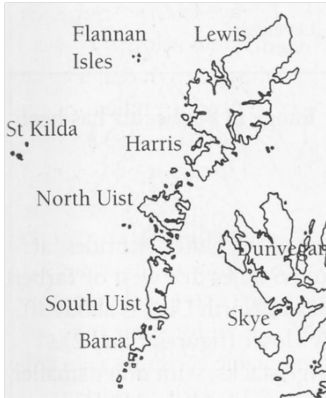 Flannan Lewis
Isles
St Kilda
Harris
North Uist
Dunvegan
South Uist
Skye
Barra